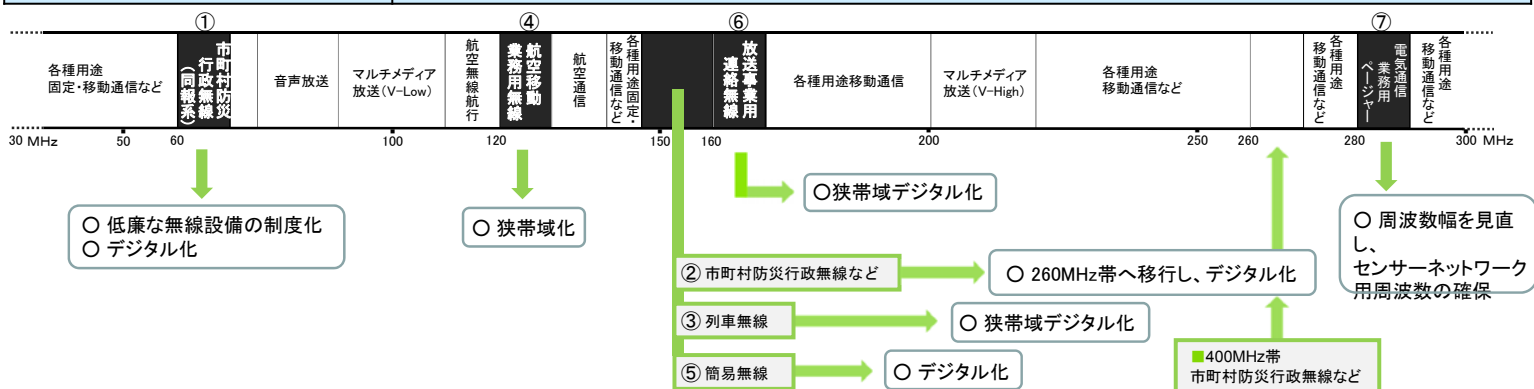 ①
④
⑥
⑦
各種用途
固定・移動通信など
市町村防災
行政無線
(同報系)
音声放送
マルチメディア
放送(V-Low)
航空無線航行
航空移動
業務用無線
航空通信
各種用途固定・
移動通信など
放送事業用
連絡無線
各種用途移動通信
マルチメディア
放送(V-High)
各種用途
移動通信など
各種用途
移動通信など
電気通信
業務用
ページャー
各種用途
移動通信など
30 MHz
50
60
100
120
150
160
200
250
260
280
300 MHz
○ 低廉な無線設備の制度化
○ デジタル化
○ 狭帯域化
○狭帯域デジタル化
○ 周波数幅を見直
し、
センサーネットワーク
用周波数の確保
② 市町村防災行政無線など
○ 260MHz帯へ移行し、デジタル化
③ 列車無線
○ 狭帯域デジタル化
⑤ 簡易無線
○ デジタル化
■400MHz帯
市町村防災行政無線など